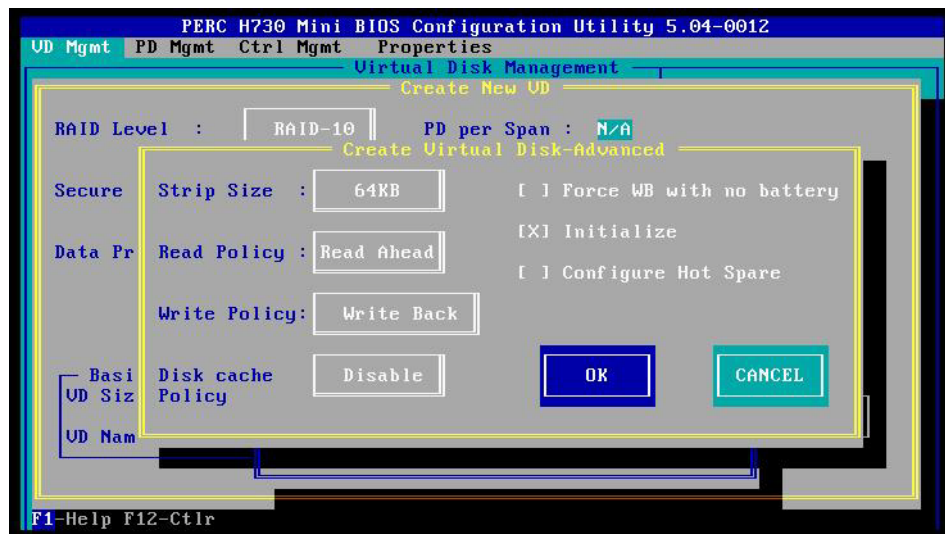 PERC H730 Mini BIOS Configuration Utility 5.04-0012
VD Mgmt PD Mgmt Ctrl Mgmt Properties
Virtual Disk Management
Create New VD
RAID Level : RAID-10 PD per Span : N/A
Create Virtual Disk-Advanced
Secure Strip Size : 64KB [ ] Force WB with no battery
[X] Initialize
Data Pr Read Policy : Read Ahead
[ ] Configure Hot Spare
Write Policy: Write Back
Basi Disk cache Disable OK CANCEL
VD Siz Policy
VD Nam
F1-Help F12-Ctlr